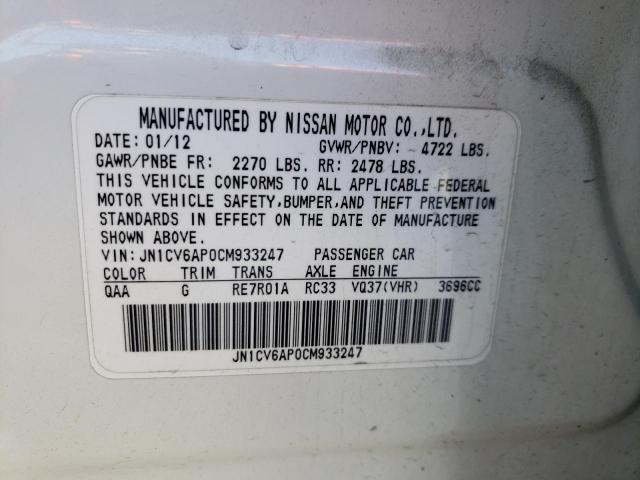 MANUFACTURED BY NISSAN MOTOR CO.,LTD.
DATE: 01/12 GVWR/PNBV: 4722 LBS.
GAWR/PNBE FR: 2270 LBS. RR: 2478 LBS.
THIS VEHICLE CONFORMS TO ALL APPLICABLE FEDERAL
MOTOR VEHICLE SAFETY,BUMPER,AND THEFT PREVENTION
STANDARDS IN EFFECT ON THE DATE OF MANUFACTURE
SHOWN ABOVE.
VIN: JN1CV6AP0CM933247 PASSENGER CAR
COLOR TRIM TRANS AXLE ENGINE
QAA G RE7R01A RC33 VQ37(VHR) 3696CC
JN1CV6AP0CM933247